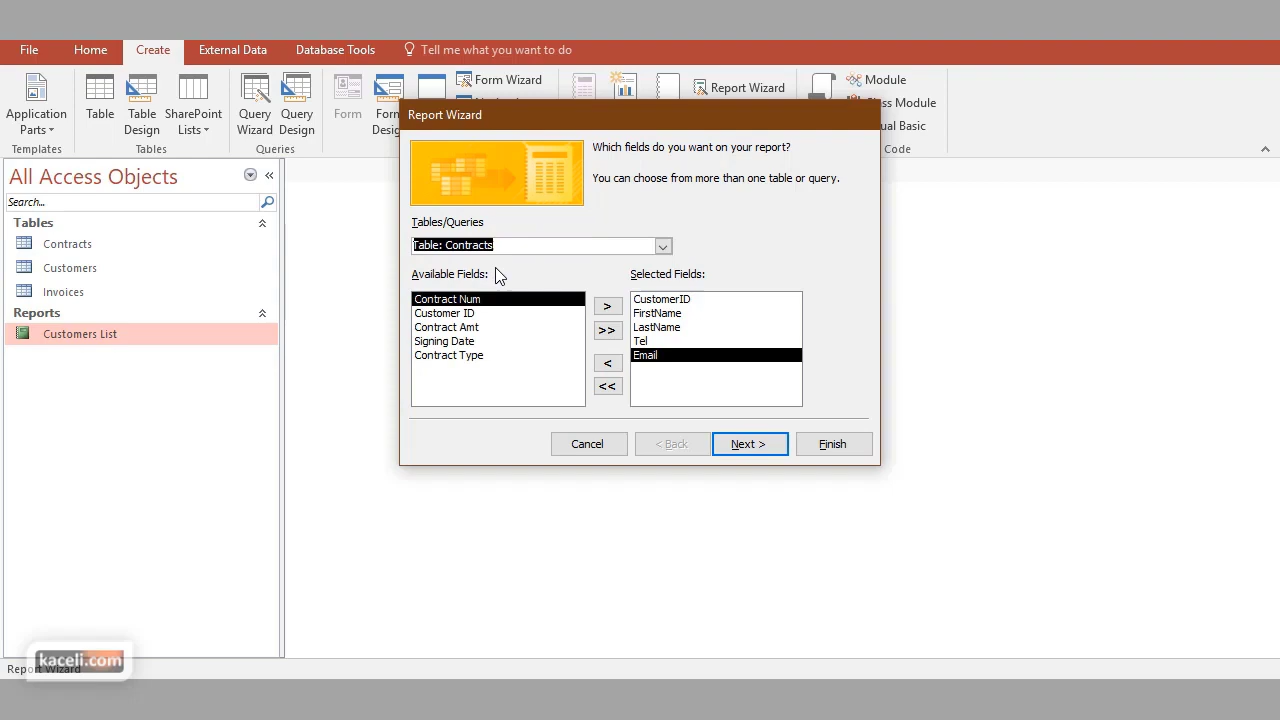 File Home Create External Data Database Tools Tell me what you want to do
Application Parts
Table
Table Design
SharePoint Lists
Query Wizard
Query Design
Form
Form Wizard
Report Wizard
Module
Class Module
Templates Tables Queries Code
All Access Objects
Search...
Tables
Contracts
Customers
Invoices
Reports
Customers List
Report Wizard
Which fields do you want on your report?
You can choose from more than one table or query.
Tables/Queries
Table: Contracts
Available Fields:
Contract Num
Customer ID
Contract Amt
Signing Date
Contract Type
>
>>
<
<<
Selected Fields:
CustomerID
FirstName
LastName
Tel
Email
Cancel < Back Next > Finish
kaceli.com